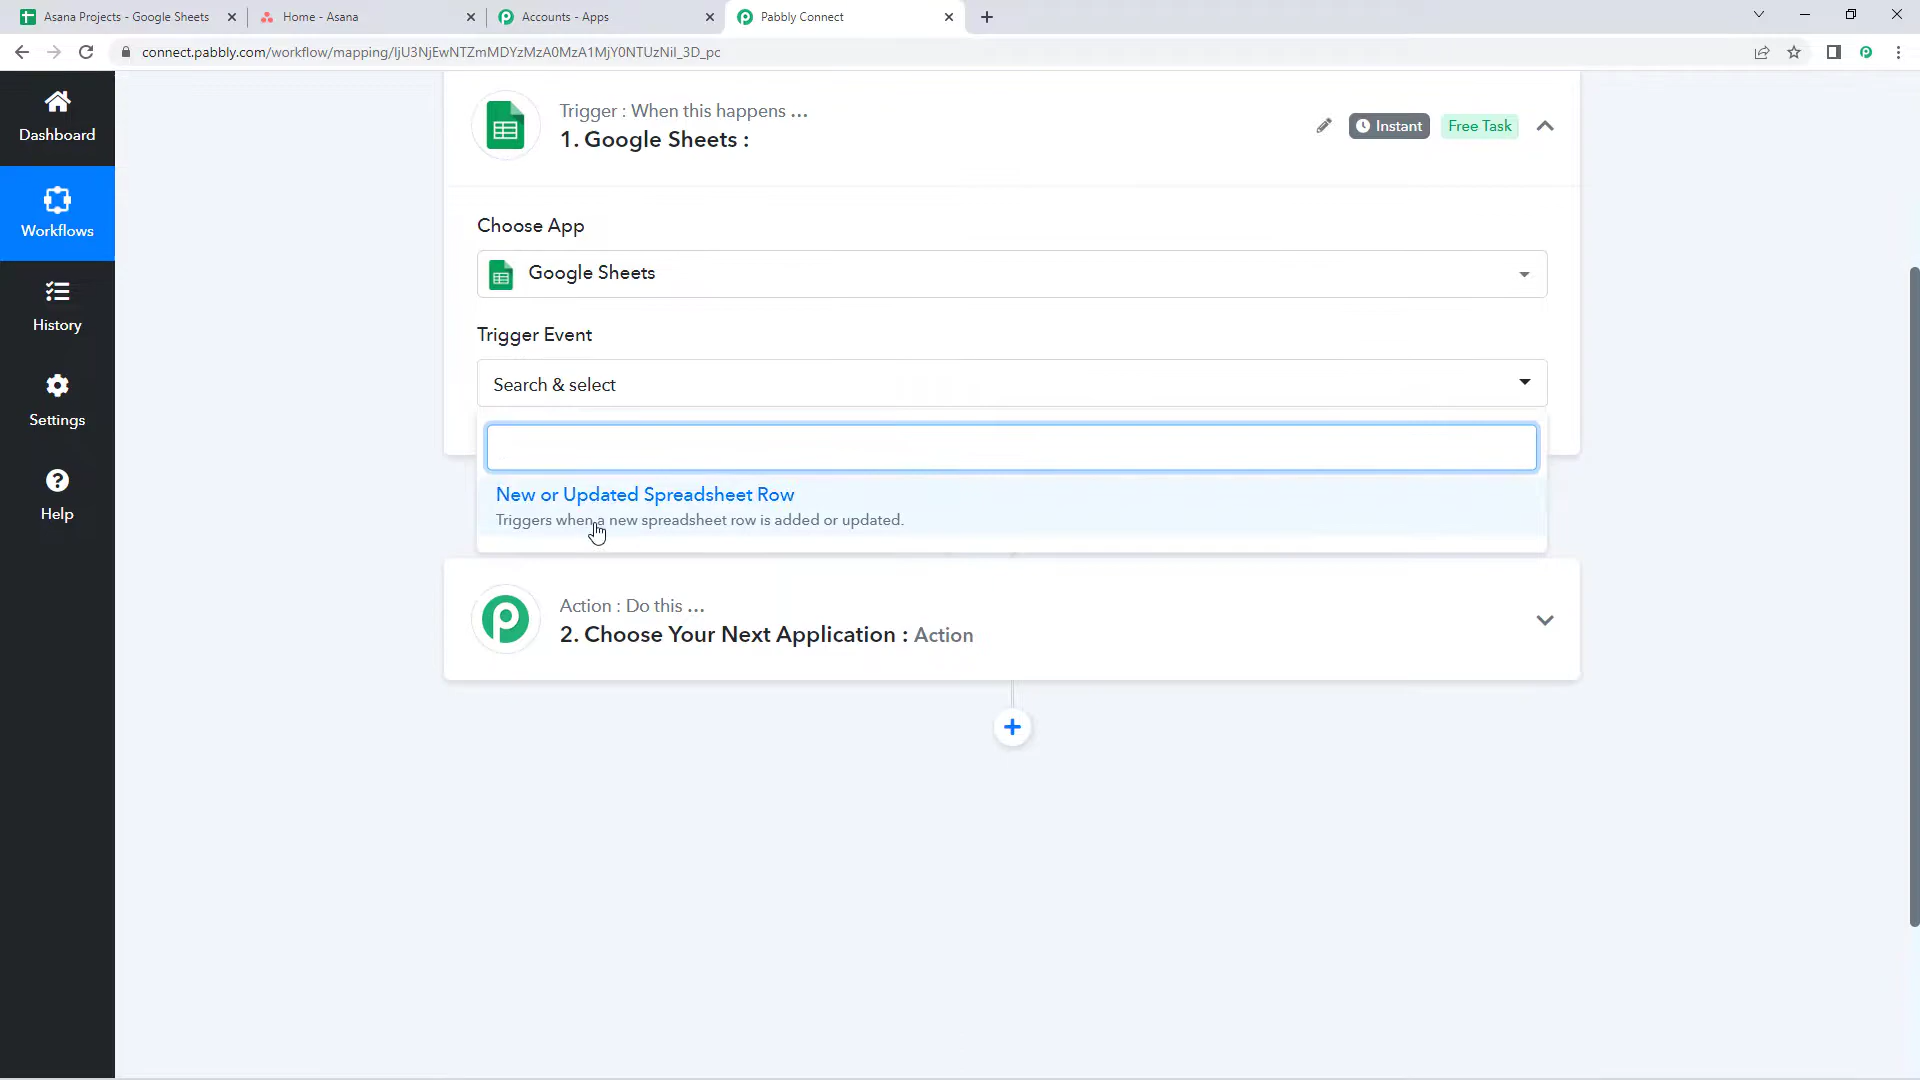 Asana Projects - Google Sheets
Home - Asana
Accounts - Apps
Pabbly Connect
connect.pabbly.com/workflow/mapping/IjU3NjEwNTZmMDYzMzA0MzA1MjY0NTUzNiI_3D_pc
Dashboard
Workflows
History
Settings
Help
Trigger : When this happens ...
1. Google Sheets :
Instant
Free Task
Choose App
Google Sheets
Trigger Event
Search & select
New or Updated Spreadsheet Row
Triggers when a new spreadsheet row is added or updated.
Action : Do this ...
2. Choose Your Next Application : Action